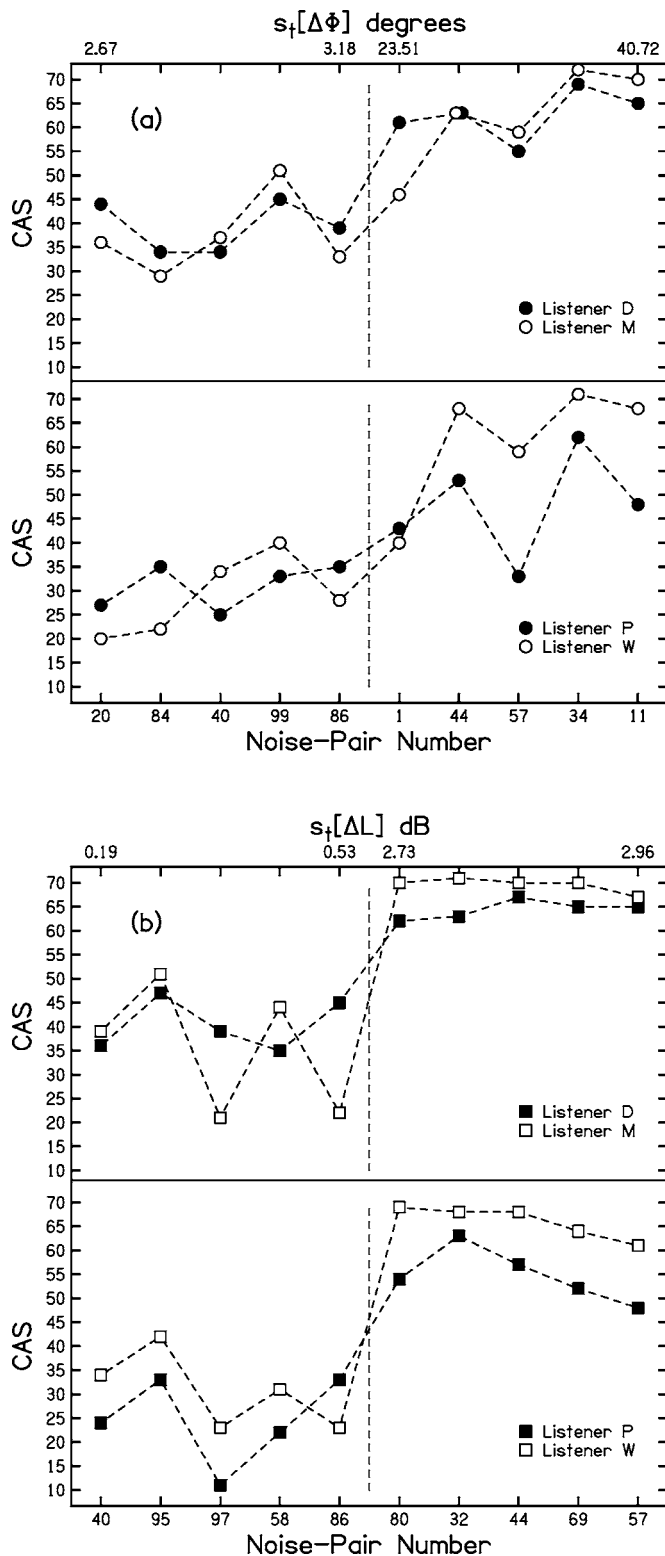 s_t[ΔΦ] degrees
2.67 3.18 23.51 40.72
(a)
CAS
70
65
60
55
50
45
40
35
30
25
20
15
10
Listener D
Listener M
CAS
70
65
60
55
50
45
40
35
30
25
20
15
10
Listener P
Listener W
20 84 40 99 86 1 44 57 34 11
Noise-Pair Number
s_t[ΔL] dB
0.19 0.53 2.73 2.96
(b)
CAS
70
65
60
55
50
45
40
35
30
25
20
15
10
Listener D
Listener M
CAS
70
65
60
55
50
45
40
35
30
25
20
15
10
Listener P
Listener W
40 95 97 58 86 80 32 44 69 57
Noise-Pair Number